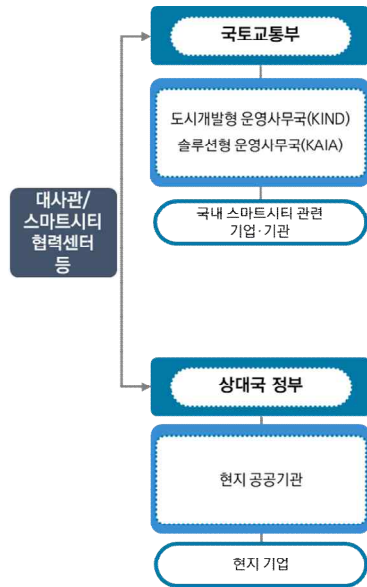 국토교통부
도시개발형 운영사무국(KIND)
솔루션형 운영사무국(KAIA)
국내 스마트시티 관련
기업·기관
대사관/
스마트시티
협력센터
등
상대국 정부
현지 공공기관
현지 기업